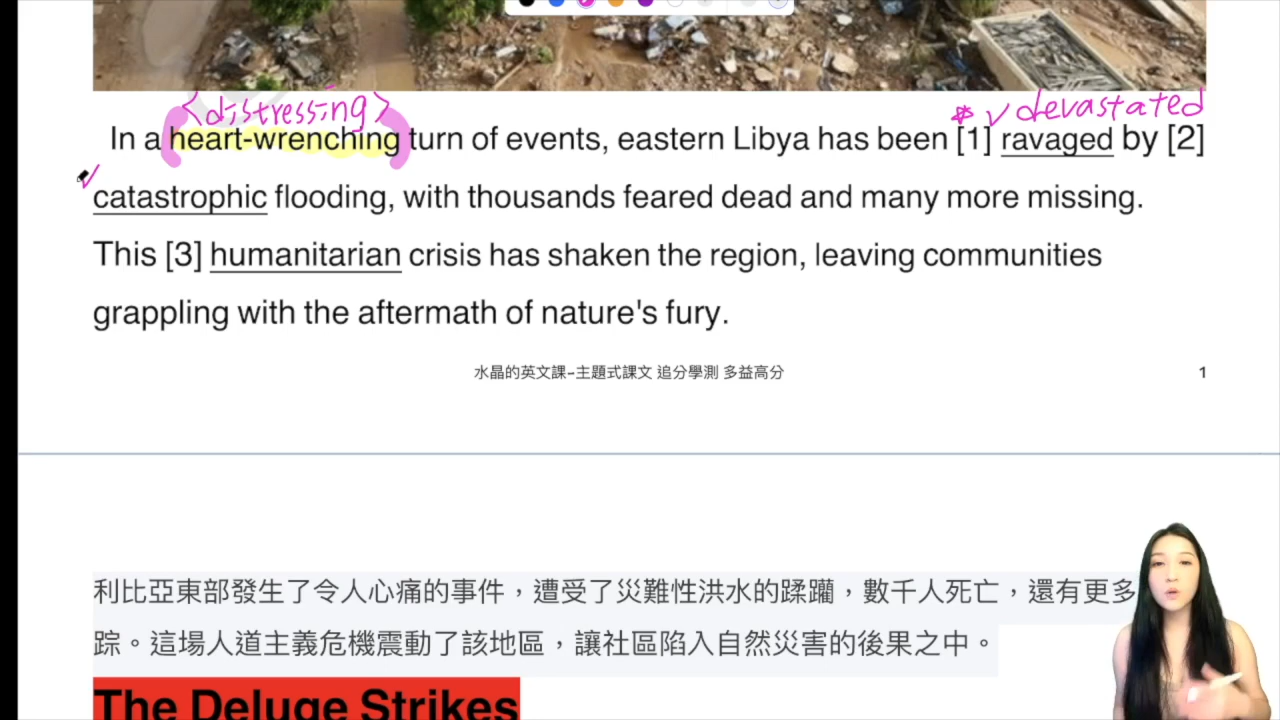 <distressing> * ✓ devastated
In a heart-wrenching turn of events, eastern Libya has been [1] ravaged by [2]
✓
catastrophic flooding, with thousands feared dead and many more missing.
This [3] humanitarian crisis has shaken the region, leaving communities
grappling with the aftermath of nature's fury.
水晶的英文課-主題式課文 追分學測 多益高分 1
利比亞東部發生了令人心痛的事件，遭受了災難性洪水的蹂躪，數千人死亡，還有更多
踪。這場人道主義危機震動了該地區，讓社區陷入自然災害的後果之中。
The Deluge Strikes